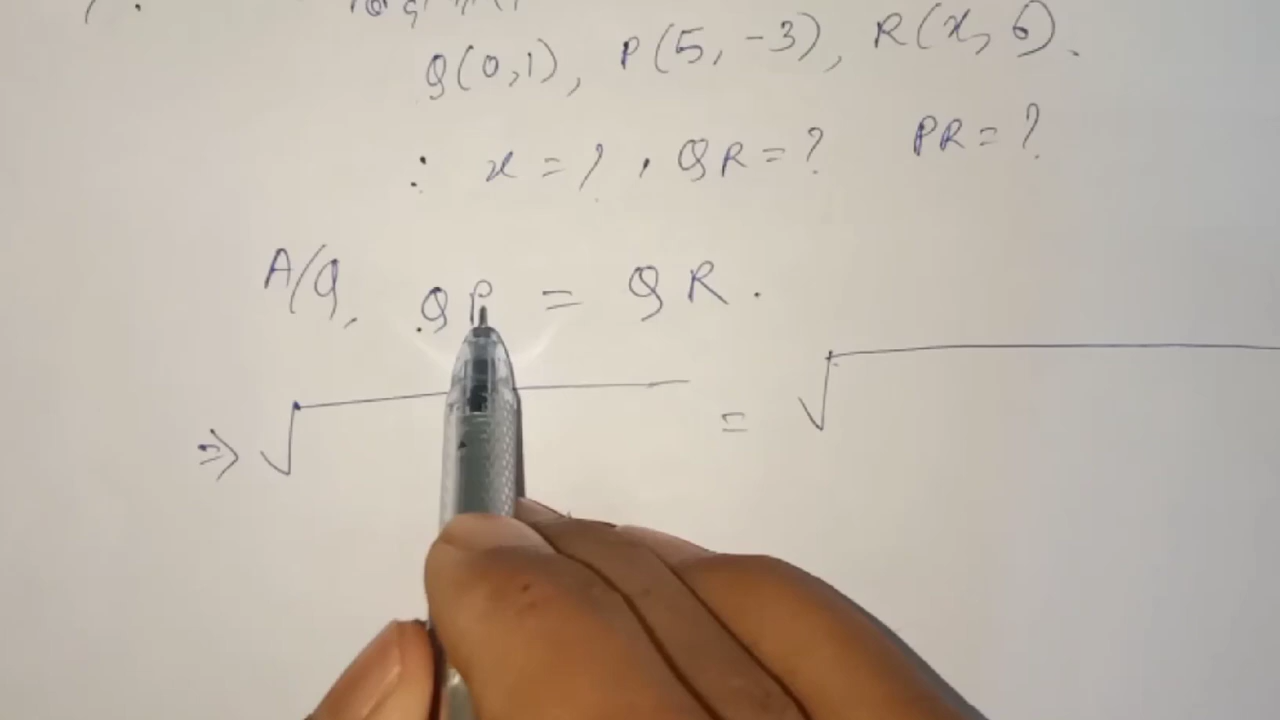 Q(0,1), P(5,-3), R(x, 6).
: x = ? , QR = ? PR = ?
A/Q, QP = QR.
⇒ √ = √